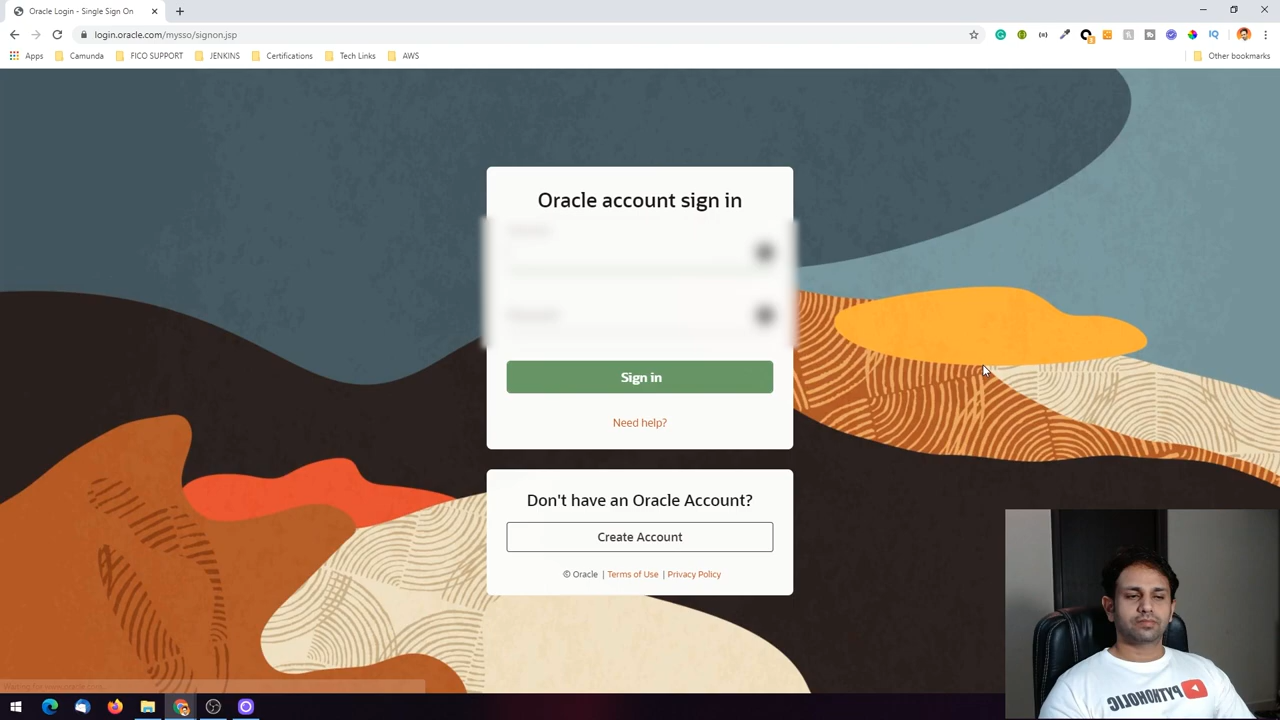 Oracle Login - Single Sign On
login.oracle.com/mysso/signon.jsp
Apps
Camunda
FICO SUPPORT
JENKINS
Certifications
Tech Links
AWS
Other bookmarks
Oracle account sign in
Sign in
Need help?
Don't have an Oracle Account?
Create Account
© Oracle | Terms of Use | Privacy Policy
PYTHOHOLIC